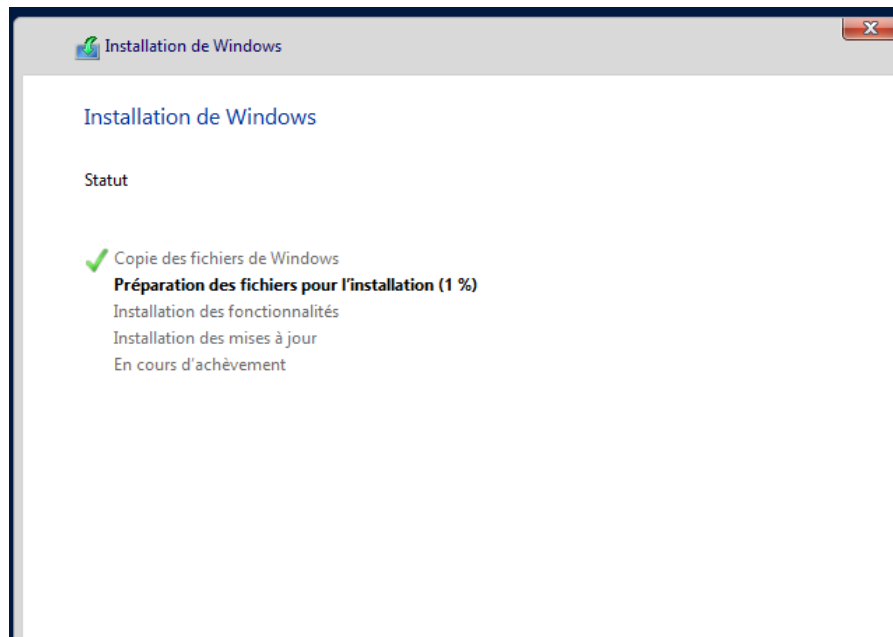 Installation de Windows
Installation de Windows
Statut
Copie des fichiers de Windows
Préparation des fichiers pour l'installation (1 %)
Installation des fonctionnalités
Installation des mises à jour
En cours d'achèvement